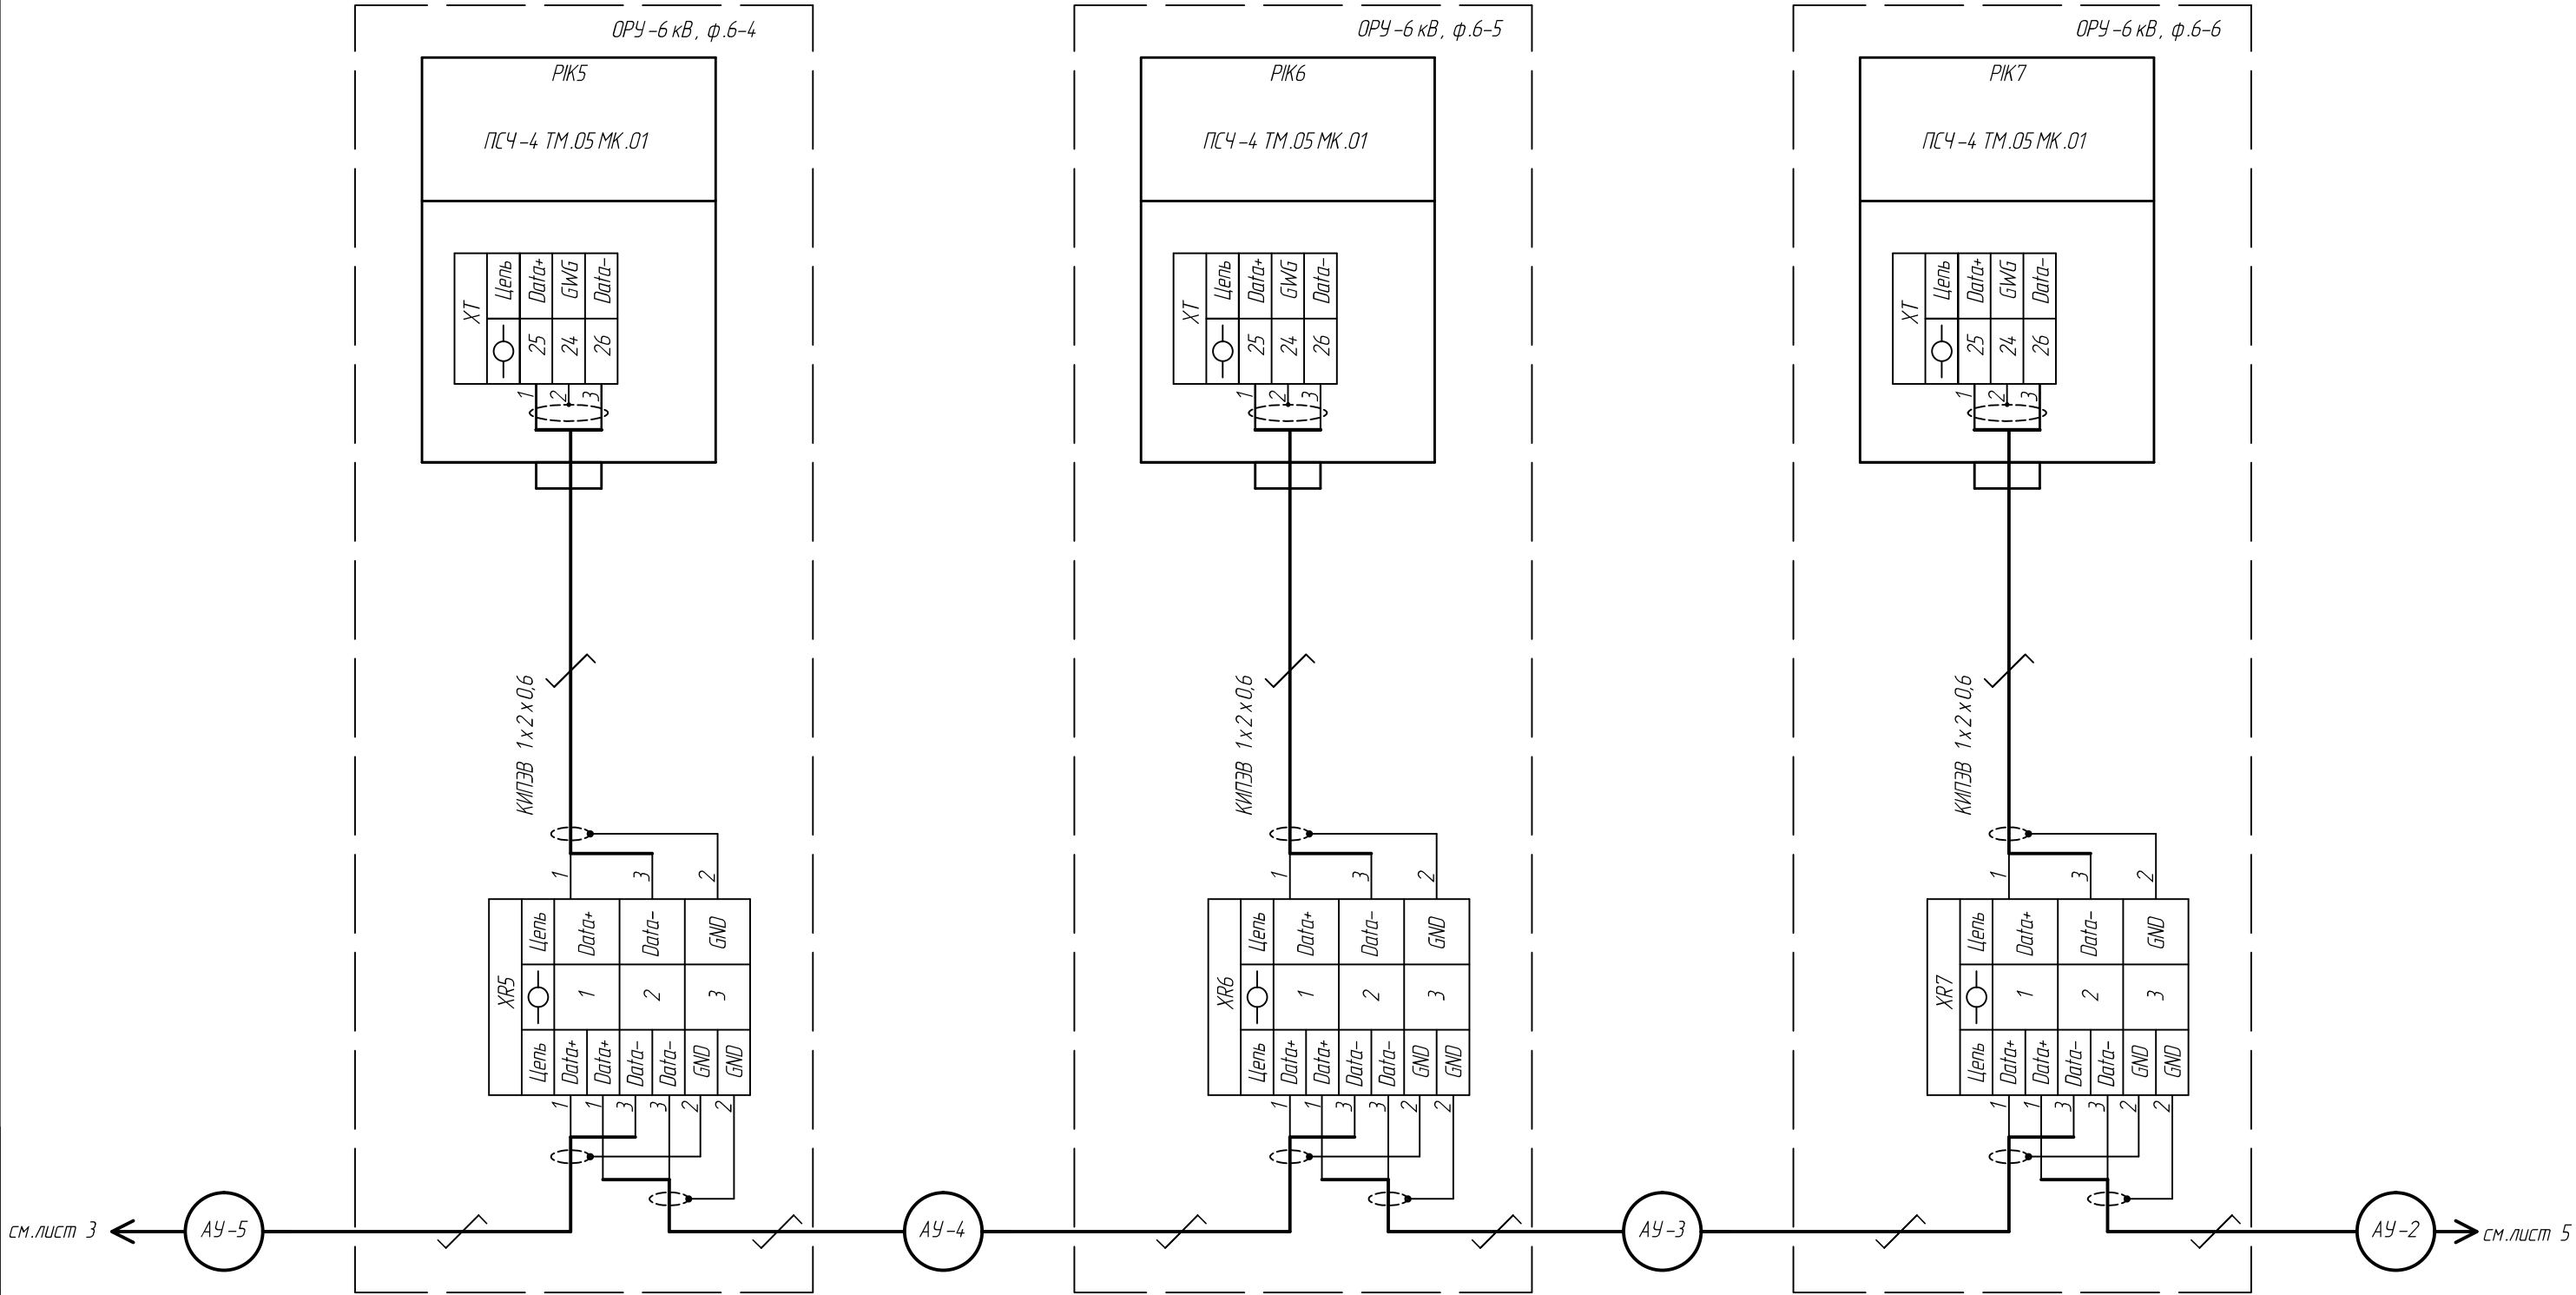 ОРУ-6 кВ, ф.6-4
PIK5
ПСЧ-4 ТМ.05 МК.01
XT
Цепь Data+ GWG Data-
25 24 26
1 2 3
КИПЭВ 1х2х0,6
1 3 2
XR5
Цепь Data+ Data- GND
1 2 3
Цепь Data+ Data+ Data- Data- GND GND
1 1 3 3 2 2
ОРУ-6 кВ, ф.6-5
PIK6
ПСЧ-4 ТМ.05 МК.01
XT
Цепь Data+ GWG Data-
25 24 26
1 2 3
КИПЭВ 1х2х0,6
1 3 2
XR6
Цепь Data+ Data- GND
1 2 3
Цепь Data+ Data+ Data- Data- GND GND
1 1 3 3 2 2
ОРУ-6 кВ, ф.6-6
PIK7
ПСЧ-4 ТМ.05 МК.01
XT
Цепь Data+ GWG Data-
25 24 26
1 2 3
КИПЭВ 1х2х0,6
1 3 2
XR7
Цепь Data+ Data- GND
1 2 3
Цепь Data+ Data+ Data- Data- GND GND
1 1 3 3 2 2
см.лист 3 АУ-5 АУ-4 АУ-3 АУ-2 см.лист 5